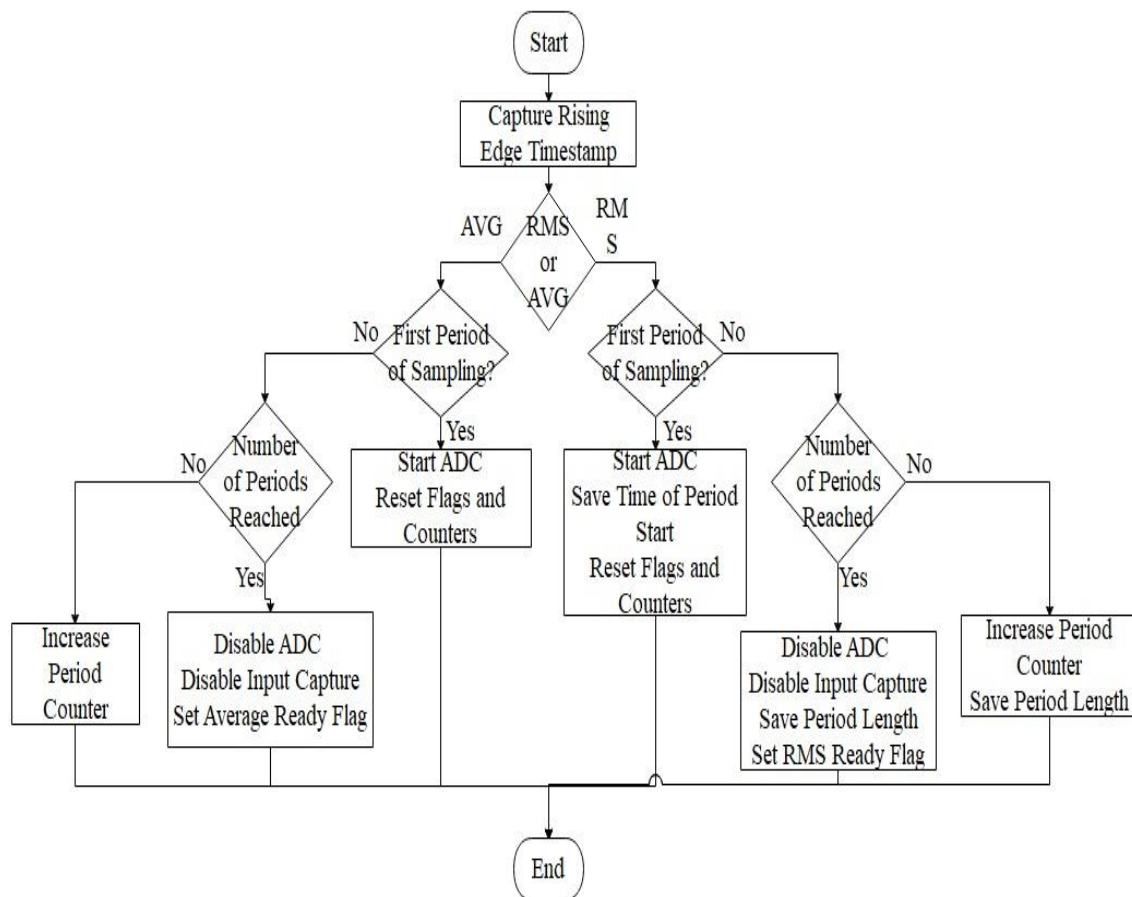 Start
Capture Rising
Edge Timestamp
AVG
RMS
or
AVG
RM
S
No
First Period
of Sampling?
Yes
First Period
of Sampling?
No
Yes
No
Number
of Periods
Reached
Yes
Start ADC
Reset Flags and
Counters
Start ADC
Save Time of Period
Start
Reset Flags and
Counters
Number
of Periods
Reached
No
Yes
Increase
Period
Counter
Disable ADC
Disable Input Capture
Set Average Ready Flag
Disable ADC
Disable Input Capture
Save Period Length
Set RMS Ready Flag
Increase Period
Counter
Save Period Length
End